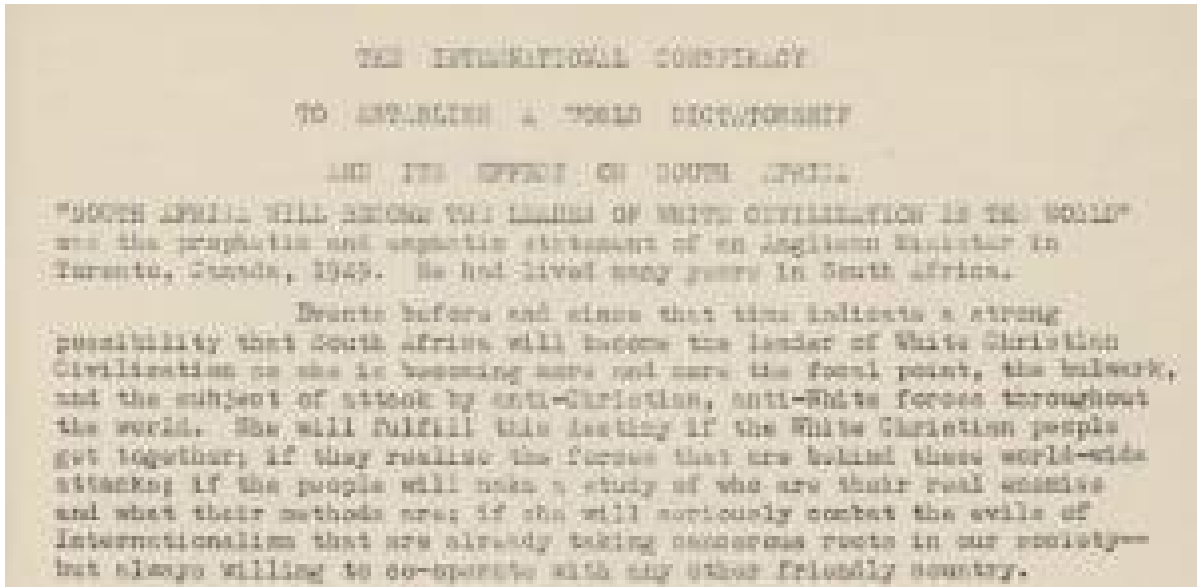 THE INTERNATIONAL CONSPIRACY
TO ESTABLISH A WORLD DICTATORSHIP
AND ITS EFFECT ON SOUTH AFRICA
"SOUTH AFRICA WILL BECOME THE LEADER OF WHITE CIVILIZATION IN THE WORLD"
was the prophetic and emphatic statement of an Anglican Minister in
Toronto, Canada, 1949. He had lived many years in South Africa.
Events before and since that time indicate a strong
possibility that South Africa will become the leader of White Christian
Civilization as she is becoming more and more the focal point, the bulwark,
and the subject of attack by anti-Christian, anti-White forces throughout
the world. She will fulfill this destiny if the White Christian people
get together; if they realise the forces that are behind these world-wide
attacks; if the people will make a study of who are their real enemies
and what their methods are; if she will seriously combat the evils of
Internationalism that are already taking cancerous roots in our society--
but always willing to co-operate with any other friendly country.